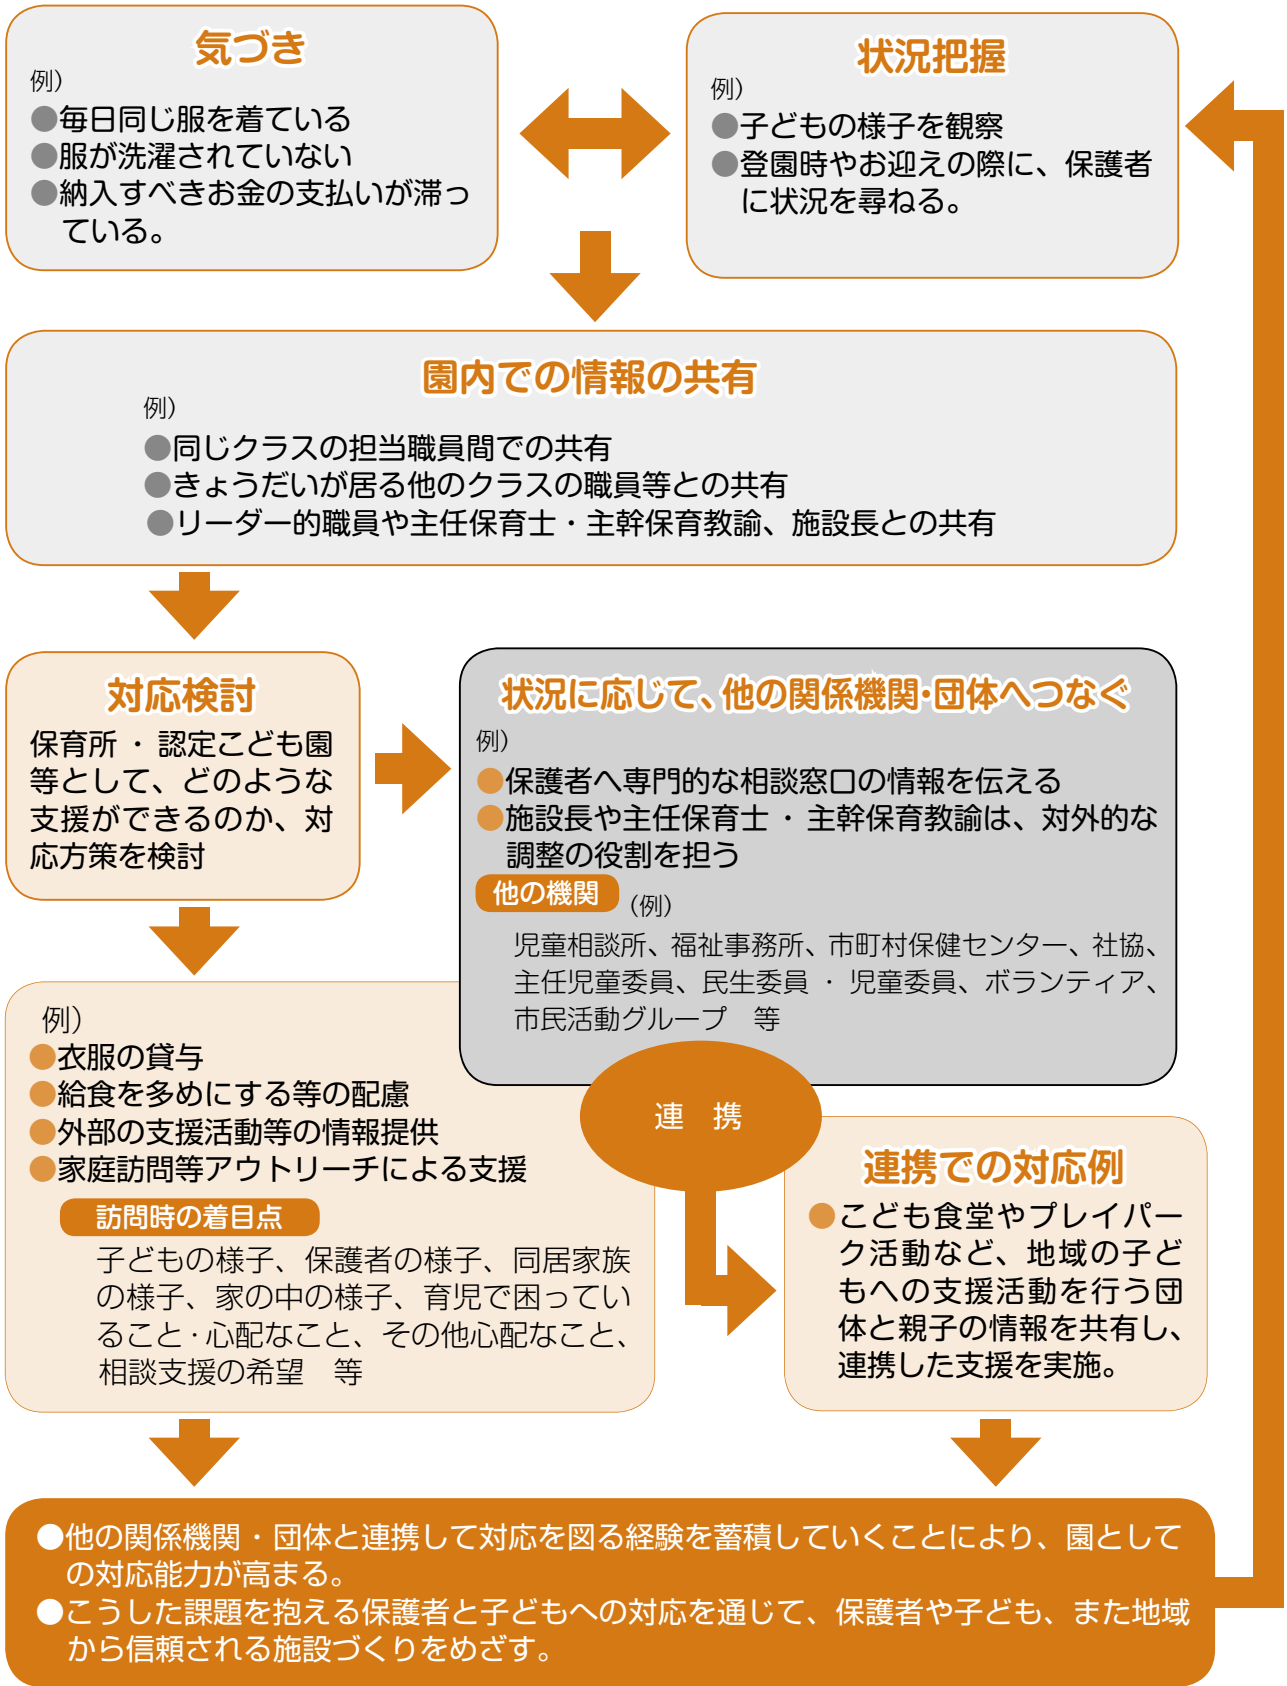 気づき
例）
●毎日同じ服を着ている
●服が洗濯されていない
●納入すべきお金の支払いが滞っ
ている。
状況把握
例）
●子どもの様子を観察
●登園時やお迎えの際に、保護者
に状況を尋ねる。
園内での情報の共有
例）
●同じクラスの担当職員間での共有
●きょうだいが居る他のクラスの職員等との共有
●リーダー的職員や主任保育士・主幹保育教諭、施設長との共有
対応検討
保育所・認定こども園
等として、どのような
支援ができるのか、対
応方策を検討
状況に応じて、他の関係機関･団体へつなぐ
例）
●保護者へ専門的な相談窓口の情報を伝える
●施設長や主任保育士・主幹保育教諭は、対外的な
調整の役割を担う
他の機関 （例）
児童相談所、福祉事務所、市町村保健センター、社協、
主任児童委員、民生委員・児童委員、ボランティア、
市民活動グループ　等
例）
●衣服の貸与
●給食を多めにする等の配慮
●外部の支援活動等の情報提供
●家庭訪問等アウトリーチによる支援
訪問時の着目点
子どもの様子、保護者の様子、同居家族
の様子、家の中の様子、育児で困ってい
ること・心配なこと、その他心配なこと、
相談支援の希望　等
連　携
連携での対応例
●こども食堂やプレイパー
ク活動など、地域の子ど
もへの支援活動を行う団
体と親子の情報を共有し、
連携した支援を実施。
●他の関係機関・団体と連携して対応を図る経験を蓄積していくことにより、園として
の対応能力が高まる。
●こうした課題を抱える保護者と子どもへの対応を通じて、保護者や子ども、また地域
から信頼される施設づくりをめざす。